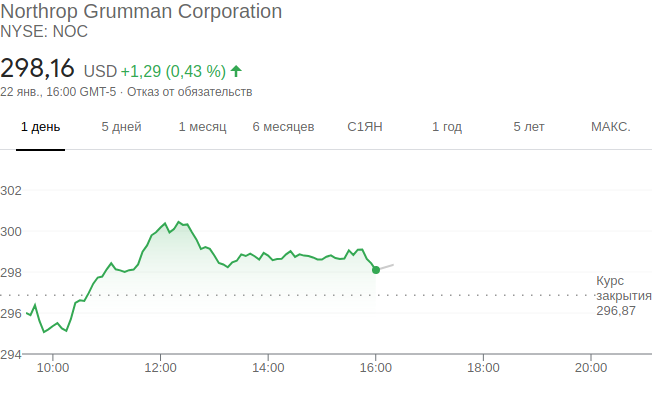 Northrop Grumman Corporation
NYSE: NOC
298,16 USD +1,29 (0,43 %)
22 янв., 16:00 GMT-5 · Отказ от обязательств
1 день 5 дней 1 месяц 6 месяцев С1ЯН 1 год 5 лет МАКС.
302
300
298
296
294
Курс
закрытия
296,87
10:00 12:00 14:00 16:00 18:00 20:00